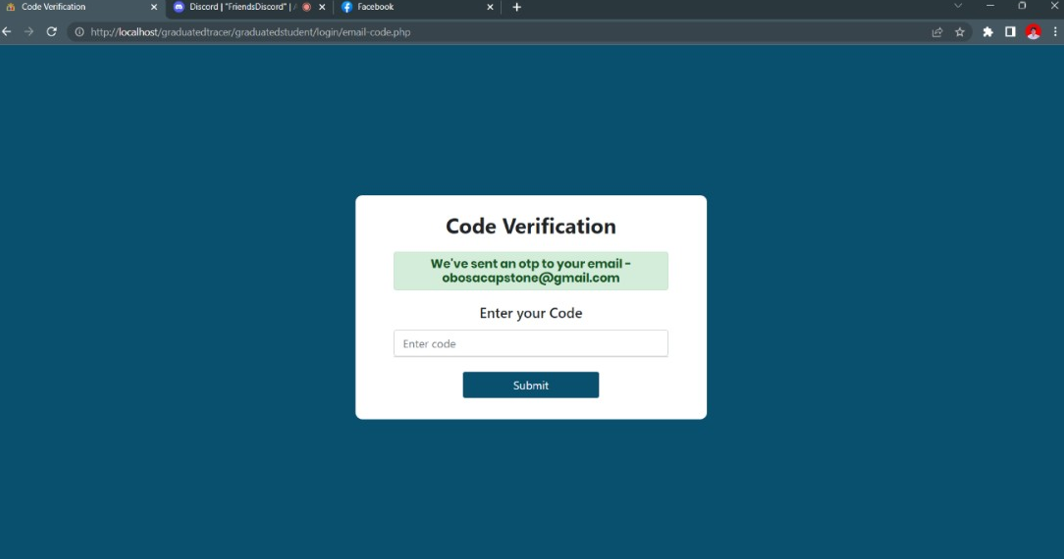 Code Verification
Discord | "FriendsDiscord" |
Facebook
http://localhost/graduatedtracer/graduatedstudent/login/email-code.php
Code Verification
We've sent an otp to your email -
obosacapstone@gmail.com
Enter your Code
Enter code
Submit